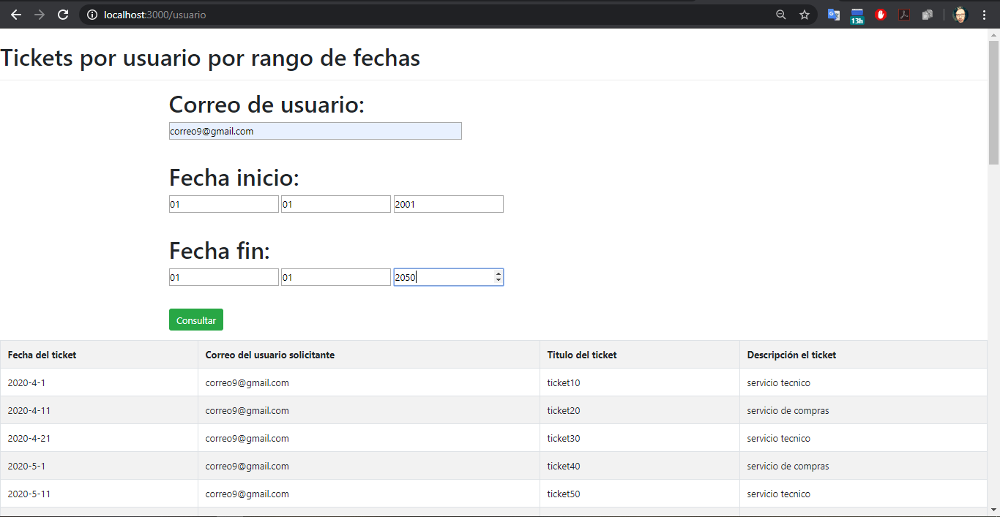 localhost:3000/usuario
13h
Tickets por usuario por rango de fechas
Correo de usuario:
correo9@gmail.com
Fecha inicio:
01 01 2001
Fecha fin:
01 01 2050
Consultar
Fecha del ticket Correo del usuario solicitante Titulo del ticket Descripción el ticket
2020-4-1 correo9@gmail.com ticket10 servicio tecnico
2020-4-11 correo9@gmail.com ticket20 servicio de compras
2020-4-21 correo9@gmail.com ticket30 servicio tecnico
2020-5-1 correo9@gmail.com ticket40 servicio de compras
2020-5-11 correo9@gmail.com ticket50 servicio tecnico